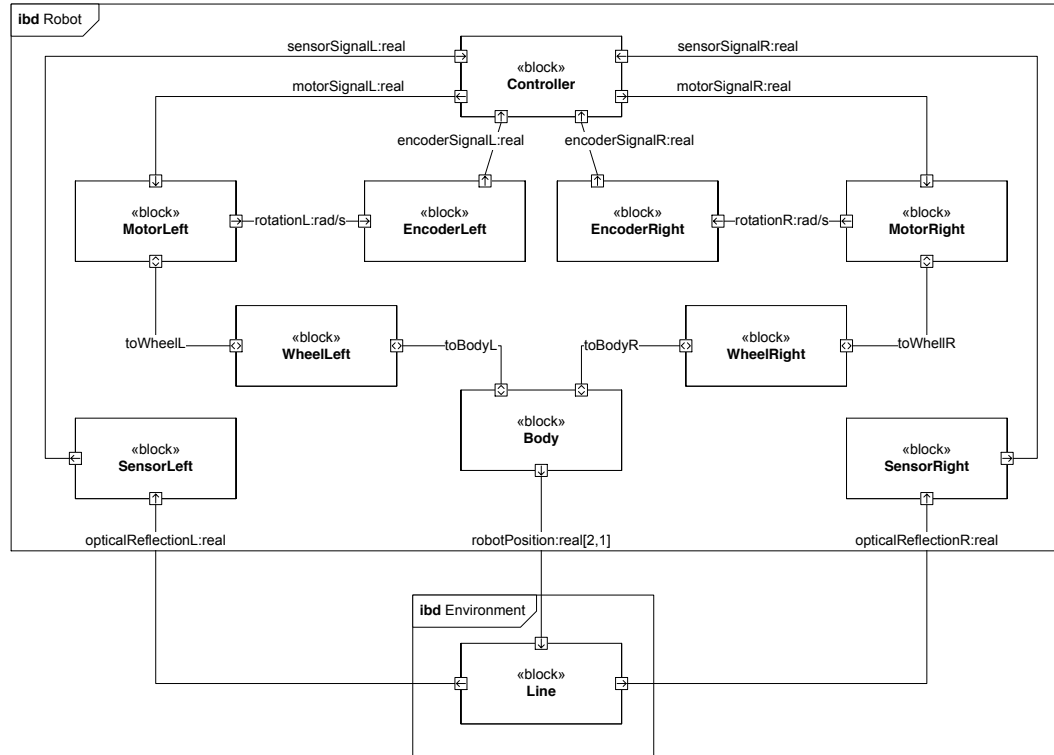 ibd Robot
sensorSignalL:real
sensorSignalR:real
«block»
Controller
motorSignalL:real
motorSignalR:real
encoderSignalL:real
encoderSignalR:real
«block»
MotorLeft
rotationL:rad/s
«block»
EncoderLeft
«block»
EncoderRight
rotationR:rad/s
«block»
MotorRight
toWheelL
«block»
WheelLeft
toBodyL
toBodyR
«block»
WheelRight
toWhellR
«block»
SensorLeft
«block»
Body
«block»
SensorRight
opticalReflectionL:real
robotPosition:real[2,1]
opticalReflectionR:real
ibd Environment
«block»
Line